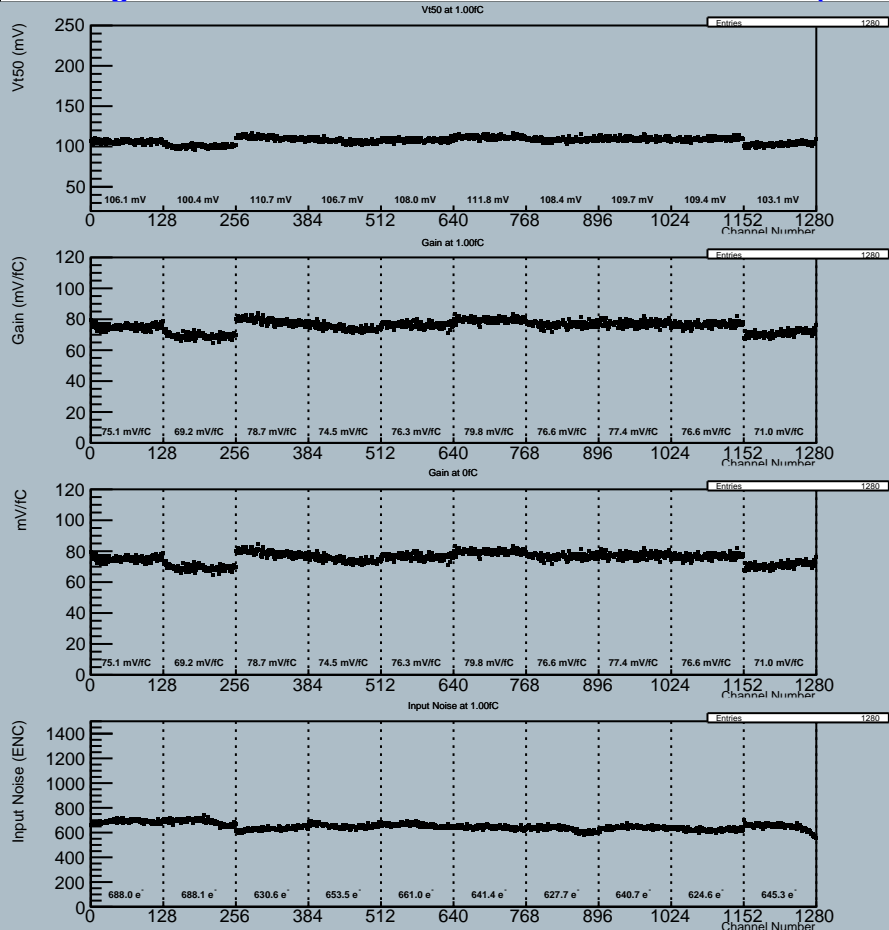 Vt50 at 1.00fC
Entries 1280
Vt50 (mV)
250
200
150
100
50
106.1 mV 100.4 mV 110.7 mV 106.7 mV 108.0 mV 111.8 mV 108.4 mV 109.7 mV 109.4 mV 103.1 mV
0 128 256 384 512 640 768 896 1024 1152 1280
Channel Number
Gain at 1.00fC
Entries 1280
Gain (mV/fC)
120
100
80
60
40
20
0
75.1 mV/fC 69.2 mV/fC 78.7 mV/fC 74.5 mV/fC 76.3 mV/fC 79.8 mV/fC 76.6 mV/fC 77.4 mV/fC 76.6 mV/fC 71.0 mV/fC
0 128 256 384 512 640 768 896 1024 1152 1280
Channel Number
Gain at 0fC
Entries 1280
mV/fC
120
100
80
60
40
20
0
75.1 mV/fC 69.2 mV/fC 78.7 mV/fC 74.5 mV/fC 76.3 mV/fC 79.8 mV/fC 76.6 mV/fC 77.4 mV/fC 76.6 mV/fC 71.0 mV/fC
0 128 256 384 512 640 768 896 1024 1152 1280
Channel Number
Input Noise at 1.00fC
Entries 1280
Input Noise (ENC)
1400
1200
1000
800
600
400
200
0
688.0 e⁻ 688.1 e⁻ 630.6 e⁻ 653.5 e⁻ 661.0 e⁻ 641.4 e⁻ 627.7 e⁻ 640.7 e⁻ 624.6 e⁻ 645.3 e⁻
0 128 256 384 512 640 768 896 1024 1152 1280
Channel Number